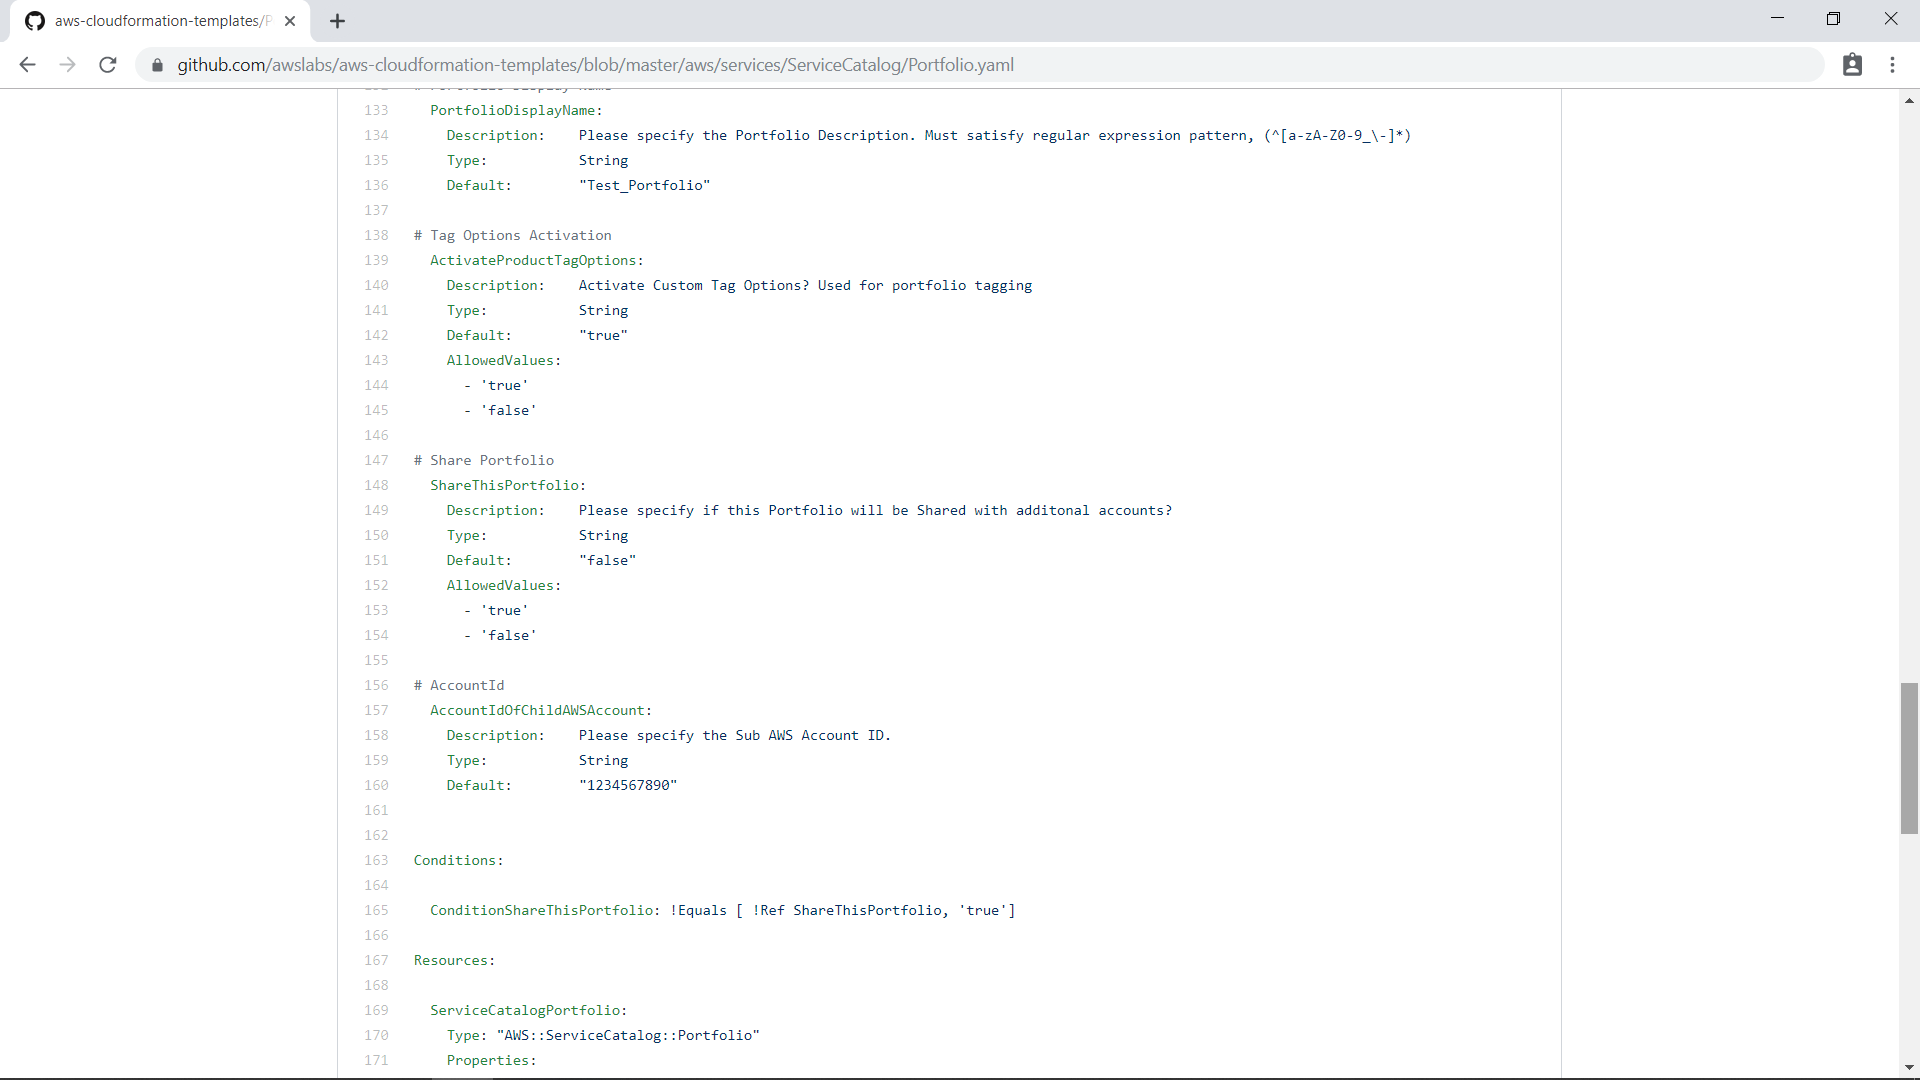 aws-cloudformation-templates/P
github.com/awslabs/aws-cloudformation-templates/blob/master/aws/services/ServiceCatalog/Portfolio.yaml
132 # Portfolio Display Name
133 PortfolioDisplayName:
134 Description: Please specify the Portfolio Description. Must satisfy regular expression pattern, (^[a-zA-Z0-9_\-]*)
135 Type: String
136 Default: "Test_Portfolio"
137
138 # Tag Options Activation
139 ActivateProductTagOptions:
140 Description: Activate Custom Tag Options? Used for portfolio tagging
141 Type: String
142 Default: "true"
143 AllowedValues:
144 - 'true'
145 - 'false'
146
147 # Share Portfolio
148 ShareThisPortfolio:
149 Description: Please specify if this Portfolio will be Shared with additonal accounts?
150 Type: String
151 Default: "false"
152 AllowedValues:
153 - 'true'
154 - 'false'
155
156 # AccountId
157 AccountIdOfChildAWSAccount:
158 Description: Please specify the Sub AWS Account ID.
159 Type: String
160 Default: "1234567890"
161
162
163 Conditions:
164
165 ConditionShareThisPortfolio: !Equals [ !Ref ShareThisPortfolio, 'true']
166
167 Resources:
168
169 ServiceCatalogPortfolio:
170 Type: "AWS::ServiceCatalog::Portfolio"
171 Properties: